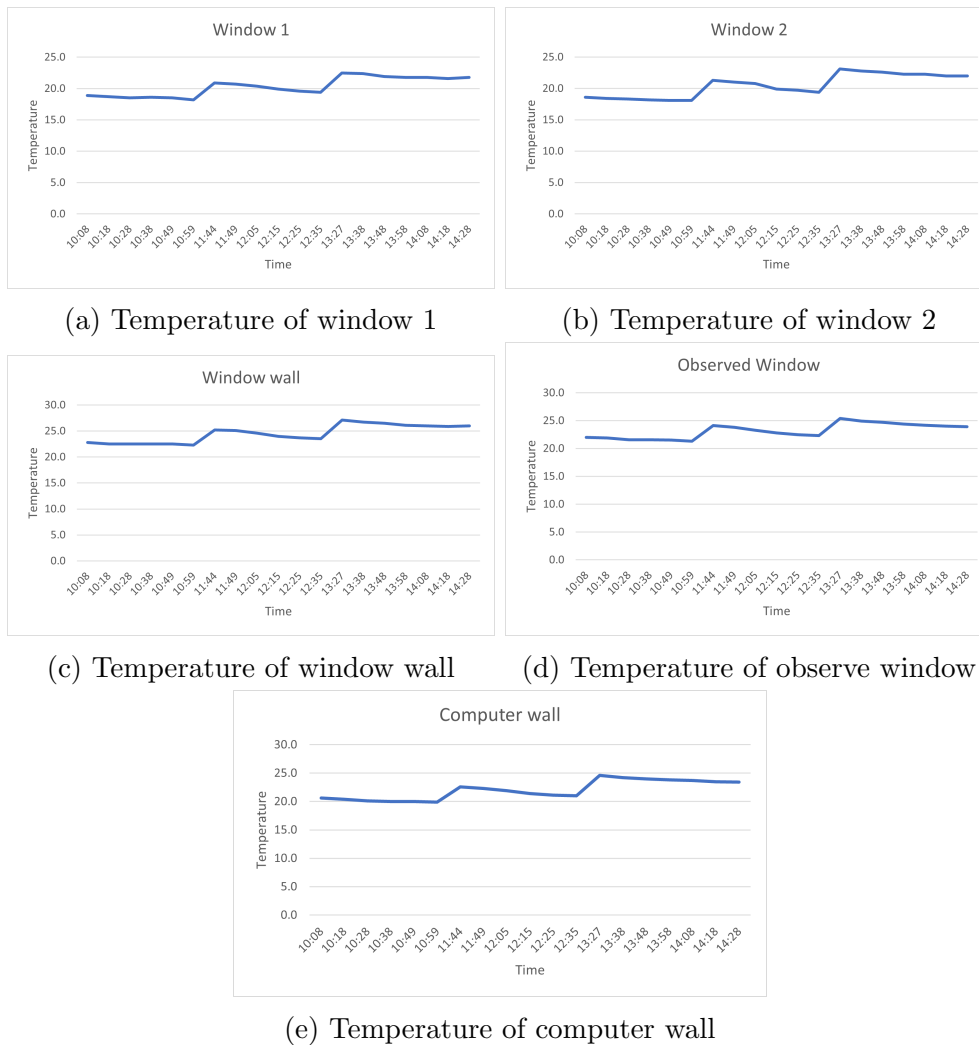 Window 1
25.0
20.0
15.0
10.0
5.0
0.0
Temperature
10:08 10:18 10:28 10:38 10:49 10:59 11:44 11:49 12:05 12:15 12:25 12:35 13:27 13:38 13:48 13:58 14:08 14:18 14:28
Time
(a) Temperature of window 1
Window 2
25.0
20.0
15.0
10.0
5.0
0.0
Temperature
10:08 10:18 10:28 10:38 10:49 10:59 11:44 11:49 12:05 12:15 12:25 12:35 13:27 13:38 13:48 13:58 14:08 14:18 14:28
Time
(b) Temperature of window 2
Window wall
30.0
25.0
20.0
15.0
10.0
5.0
0.0
Temperature
10:08 10:18 10:28 10:38 10:49 10:59 11:44 11:49 12:05 12:15 12:25 12:35 13:27 13:38 13:48 13:58 14:08 14:18 14:28
Time
(c) Temperature of window wall
Observed Window
30.0
25.0
20.0
15.0
10.0
5.0
0.0
Temperature
10:08 10:18 10:28 10:38 10:49 10:59 11:44 11:49 12:05 12:15 12:25 12:35 13:27 13:38 13:48 13:58 14:08 14:18 14:28
Time
(d) Temperature of observe window
Computer wall
30.0
25.0
20.0
15.0
10.0
5.0
0.0
Temperature
10:08 10:18 10:28 10:38 10:49 10:59 11:44 11:49 12:05 12:15 12:25 12:35 13:27 13:38 13:48 13:58 14:08 14:18 14:28
Time
(e) Temperature of computer wall